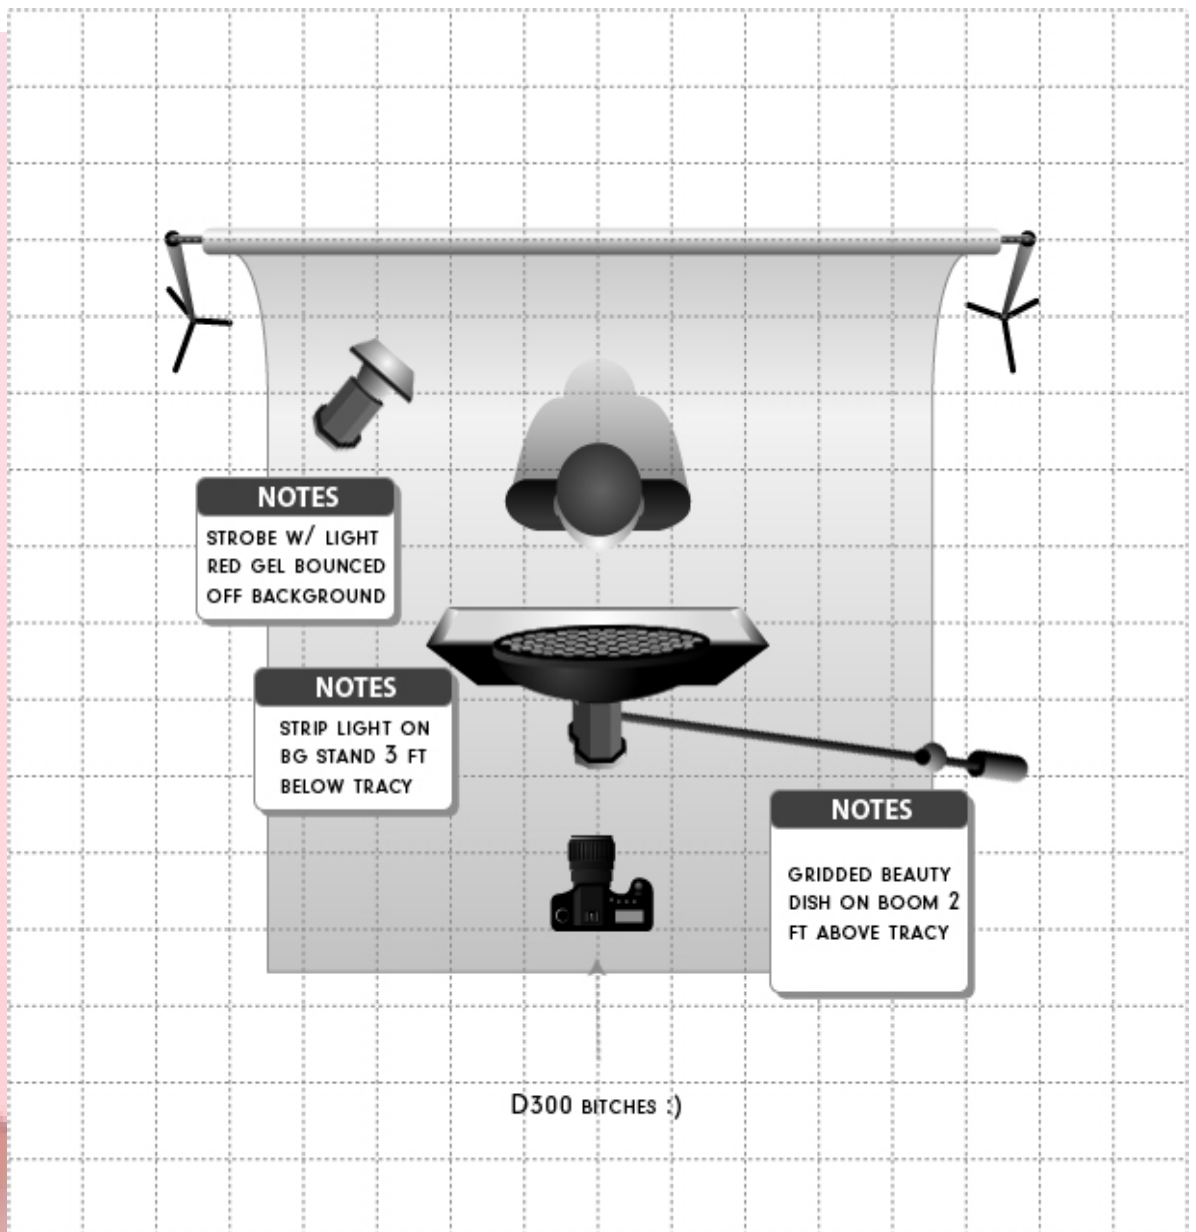 NOTES
STROBE W/ LIGHT
RED GEL BOUNCED
OFF BACKGROUND
NOTES
STRIP LIGHT ON
BG STAND 3 FT
BELOW TRACY
NOTES
GRIDDED BEAUTY
DISH ON BOOM 2
FT ABOVE TRACY
D300 BITCHES :)